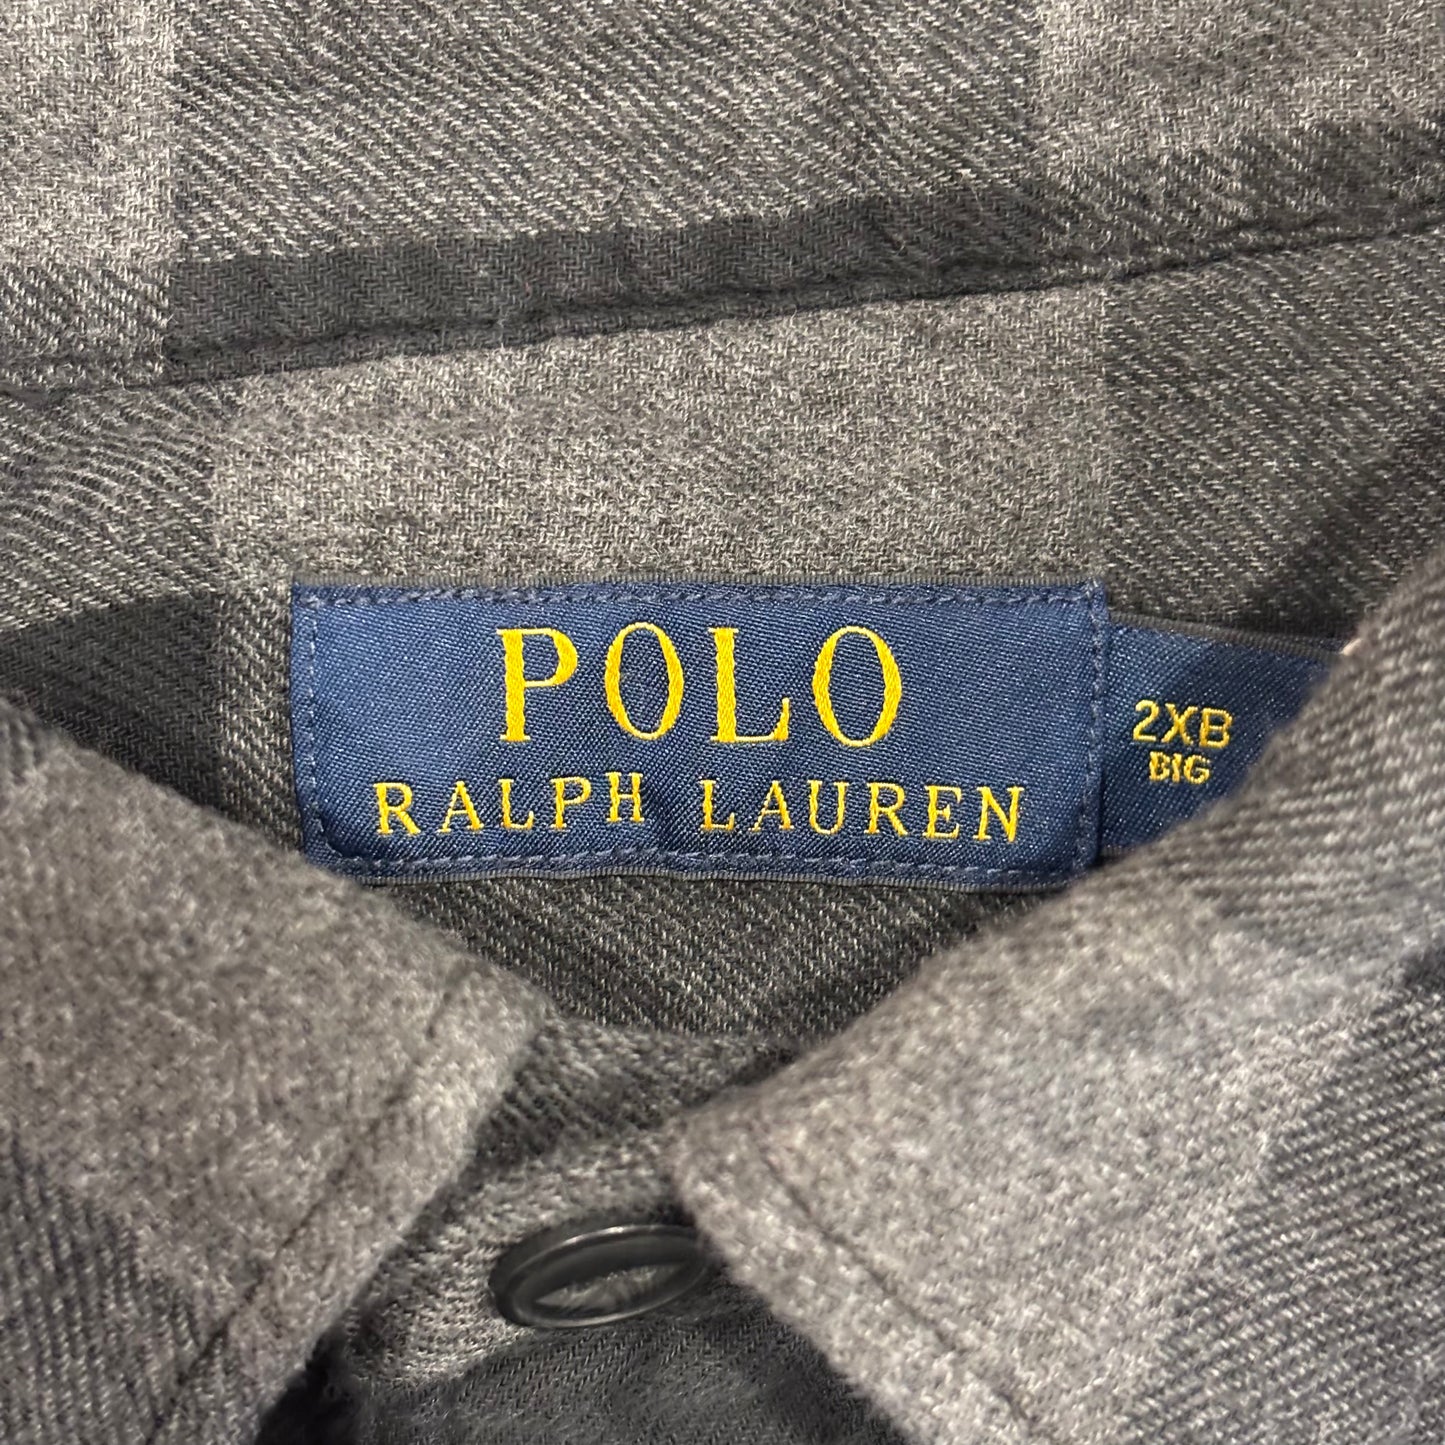 POLO
RALPH LAUREN
2XB
BIG